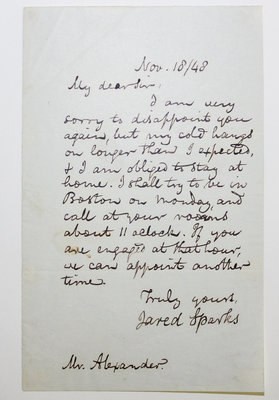 Nov. 18/48
My dear Sir,
I am very
sorry to disappoint you
again, but my cold hangs
on longer than I expected,
& I am obliged to stay at
home. I shall try to be in
Boston on Monday, and
call at your rooms
about 11 oclock. If you
are engaged at that hour,
we can appoint another
time.
Truly yours,
Jared Sparks
Mr. Alexander.